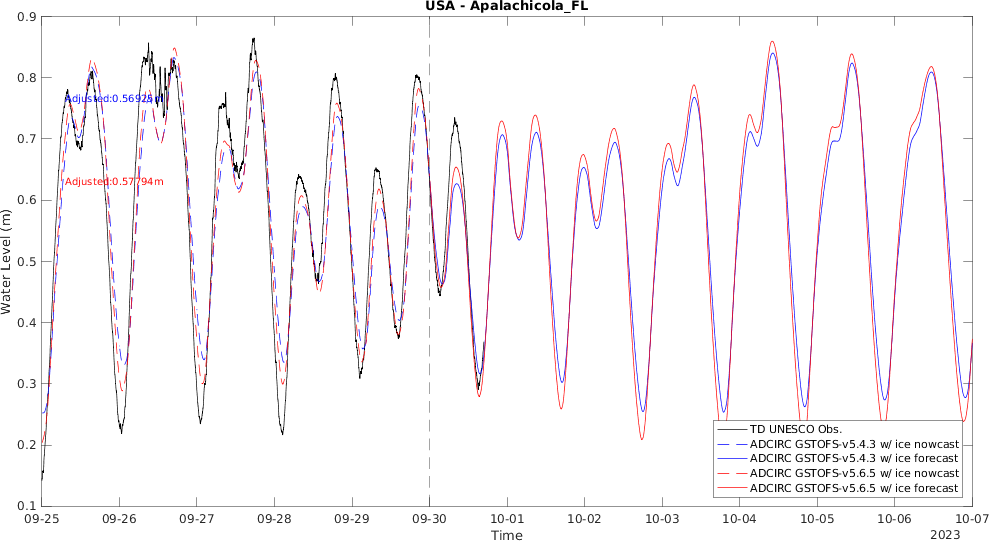 USA - Apalachicola_FL
0.9
0.8
0.7
0.6
0.5
0.4
0.3
0.2
0.1
Water Level (m)
Adjusted:0.56925m
Adjusted:0.57794m
TD UNESCO Obs.
ADCIRC GSTOFS-v5.4.3 w/ ice nowcast
ADCIRC GSTOFS-v5.4.3 w/ ice forecast
ADCIRC GSTOFS-v5.6.5 w/ ice nowcast
ADCIRC GSTOFS-v5.6.5 w/ ice forecast
09-25 09-26 09-27 09-28 09-29 09-30 10-01 10-02 10-03 10-04 10-05 10-06 10-07
Time
2023